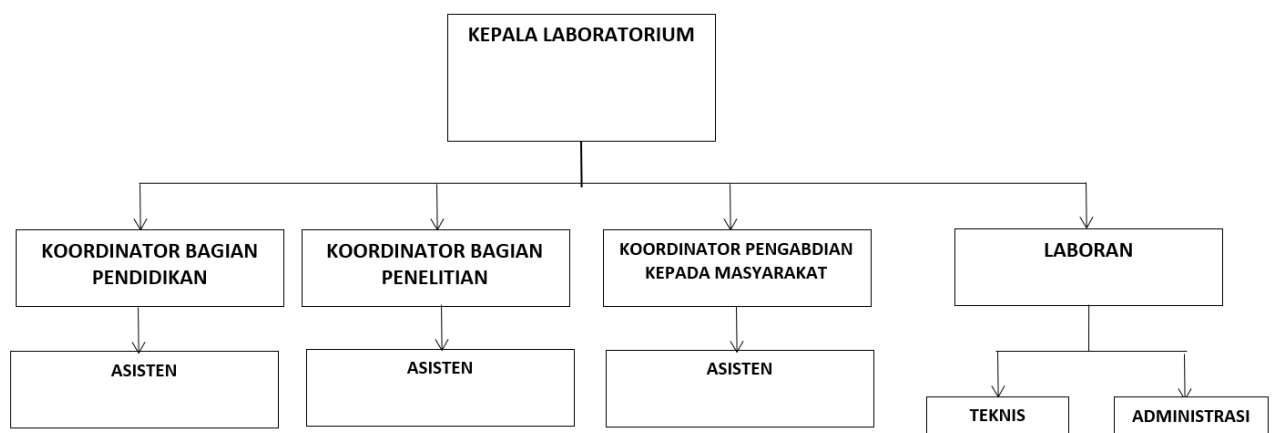 KEPALA LABORATORIUM
KOORDINATOR BAGIAN
PENDIDIKAN
KOORDINATOR BAGIAN
PENELITIAN
KOORDINATOR PENGABDIAN
KEPADA MASYARAKAT
LABORAN
ASISTEN
ASISTEN
ASISTEN
TEKNIS
ADMINISTRASI